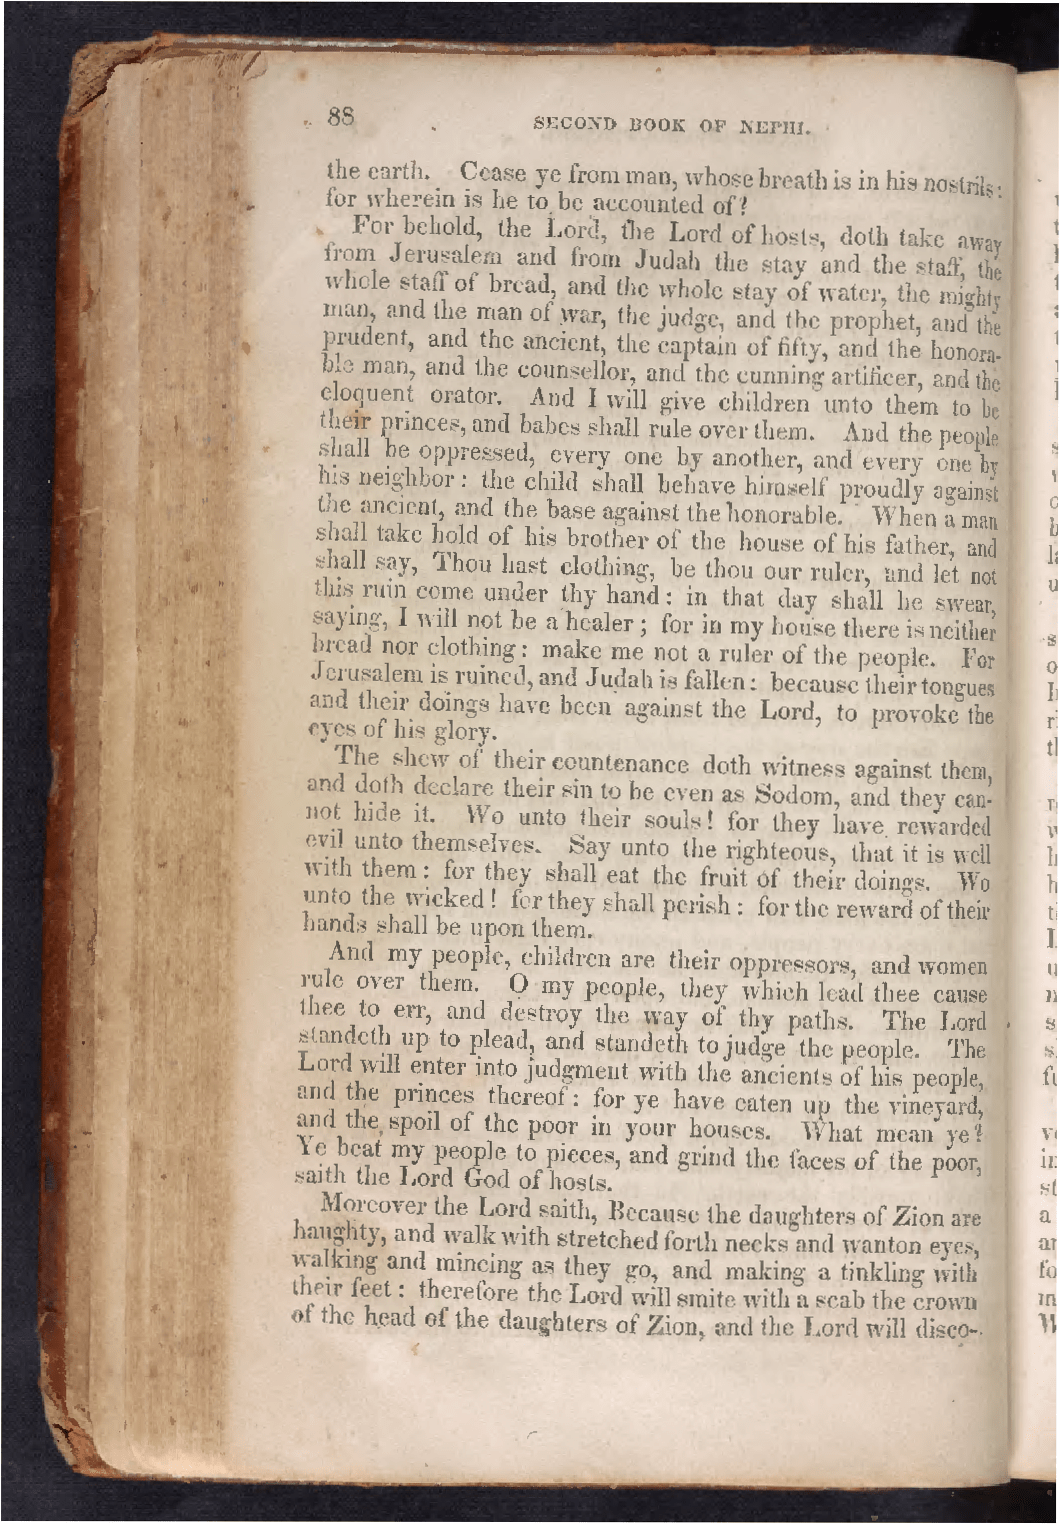 88
SECOND BOOK OF NEPHI.
the earth. Cease ye from man, whose breath is in his nostrils:
for wherein is he to be accounted of?
For behold, the Lord, the Lord of hosts, doth take away
from Jerusalem and from Judah the stay and the staff, the
whole staff of bread, and the whole stay of water, the mighty
man, and the man of war, the judge, and the prophet, and the
prudent, and the ancient, the captain of fifty, and the honora-
ble man, and the counsellor, and the cunning artificer, and the
eloquent orator. And I will give children unto them to be
their princes, and babes shall rule over them. And the people
shall be oppressed, every one by another, and every one by
his neighbor: the child shall behave himself proudly against
the ancient, and the base against the honorable. When a man
shall take hold of his brother of the house of his father, and
shall say, Thou hast clothing, be thou our ruler, and let not
this ruin come under thy hand: in that day shall he swear,
saying, I will not be a healer; for in my house there is neither
bread nor clothing: make me not a ruler of the people. For
Jerusalem is ruined, and Judah is fallen: because their tongues
and their doings have been against the Lord, to provoke the
eyes of his glory.
The shew of their countenance doth witness against them,
and doth declare their sin to be even as Sodom, and they can-
not hide it. Wo unto their souls! for they have rewarded
evil unto themselves. Say unto the righteous, that it is well
with them: for they shall eat the fruit of their doings. Wo
unto the wicked! for they shall perish: for the reward of their
hands shall be upon them.
And my people, children are their oppressors, and women
rule over them. O my people, they which lead thee cause
thee to err, and destroy the way of thy paths. The Lord
standeth up to plead, and standeth to judge the people. The
Lord will enter into judgment with the ancients of his people,
and the princes thereof: for ye have eaten up the vineyard,
and the spoil of the poor in your houses. What mean ye?
Ye beat my people to pieces, and grind the faces of the poor,
saith the Lord God of hosts.
Moreover the Lord saith, Because the daughters of Zion are
haughty, and walk with stretched forth necks and wanton eyes,
walking and mincing as they go, and making a tinkling with
their feet: therefore the Lord will smite with a scab the crown
of the head of the daughters of Zion, and the Lord will disco-